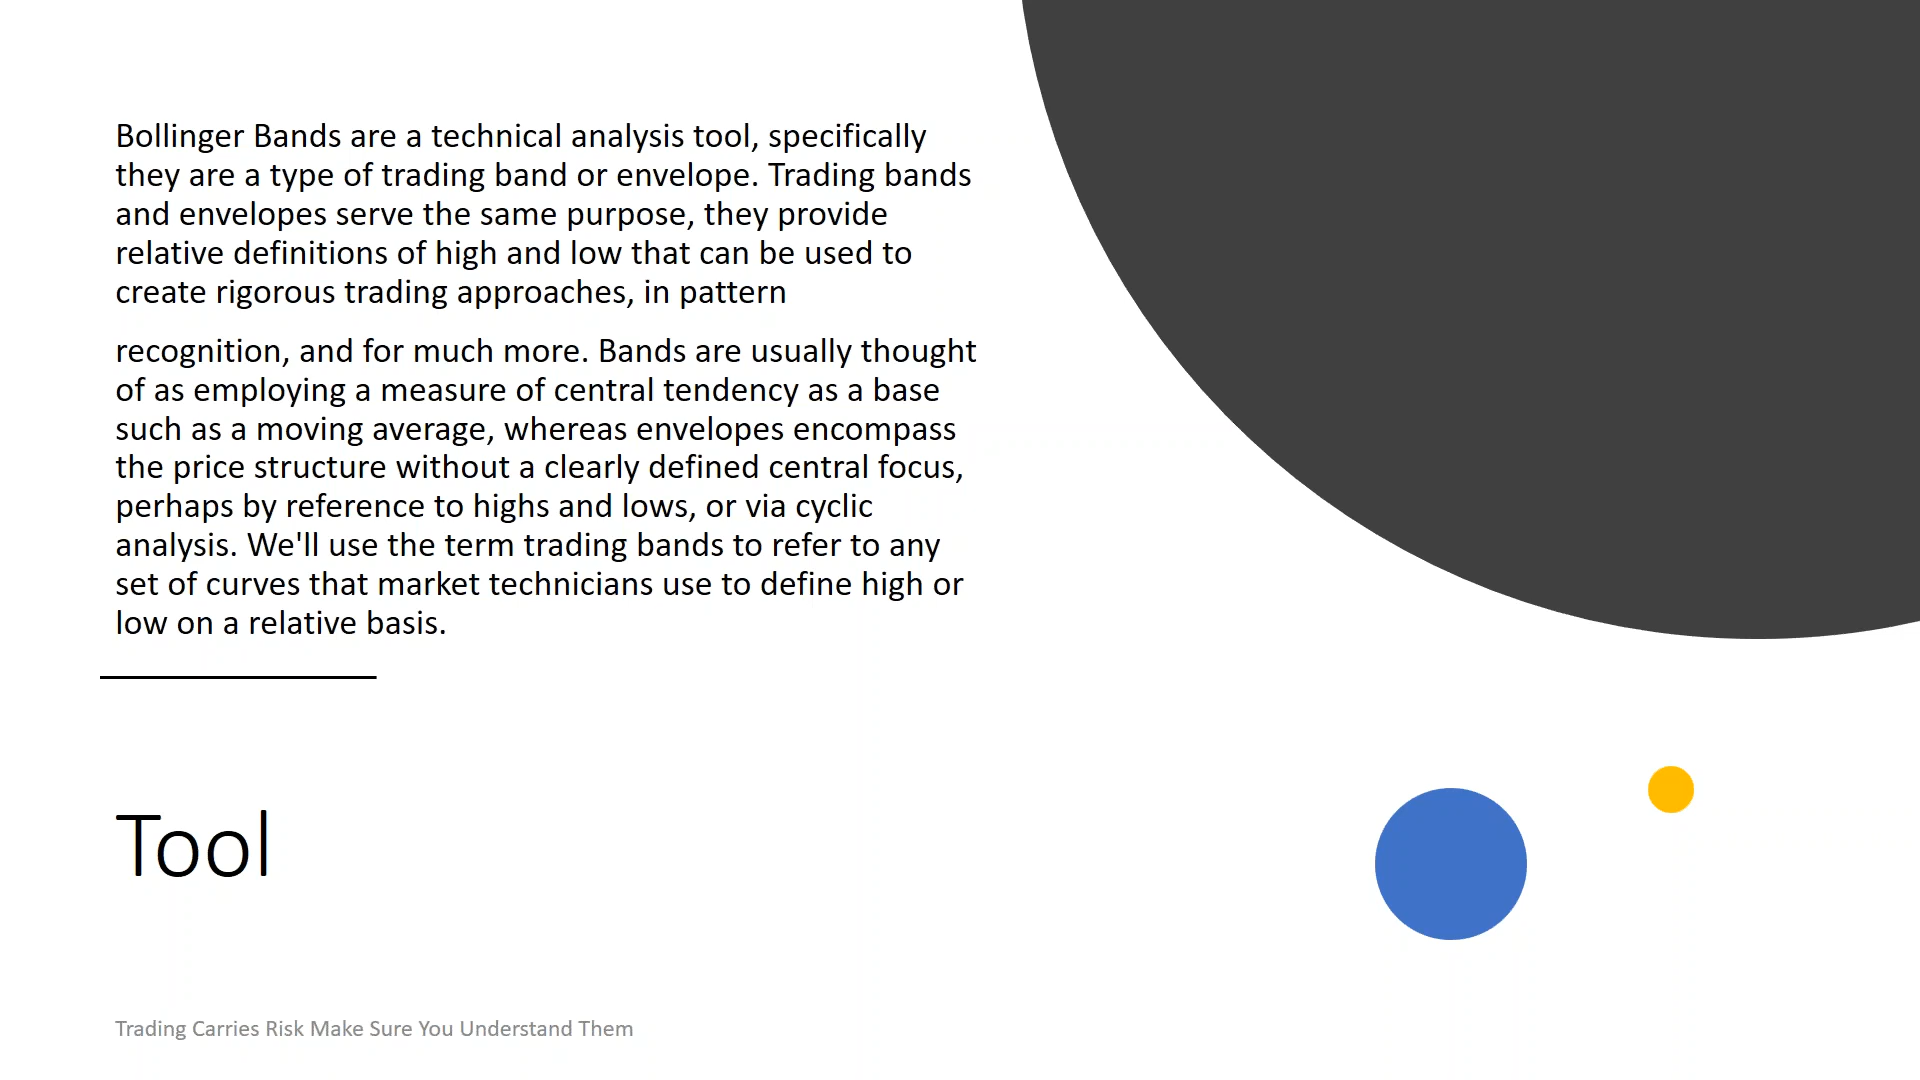 Bollinger Bands are a technical analysis tool, specifically
they are a type of trading band or envelope. Trading bands
and envelopes serve the same purpose, they provide
relative definitions of high and low that can be used to
create rigorous trading approaches, in pattern
recognition, and for much more. Bands are usually thought
of as employing a measure of central tendency as a base
such as a moving average, whereas envelopes encompass
the price structure without a clearly defined central focus,
perhaps by reference to highs and lows, or via cyclic
analysis. We'll use the term trading bands to refer to any
set of curves that market technicians use to define high or
low on a relative basis.
Tool
Trading Carries Risk Make Sure You Understand Them